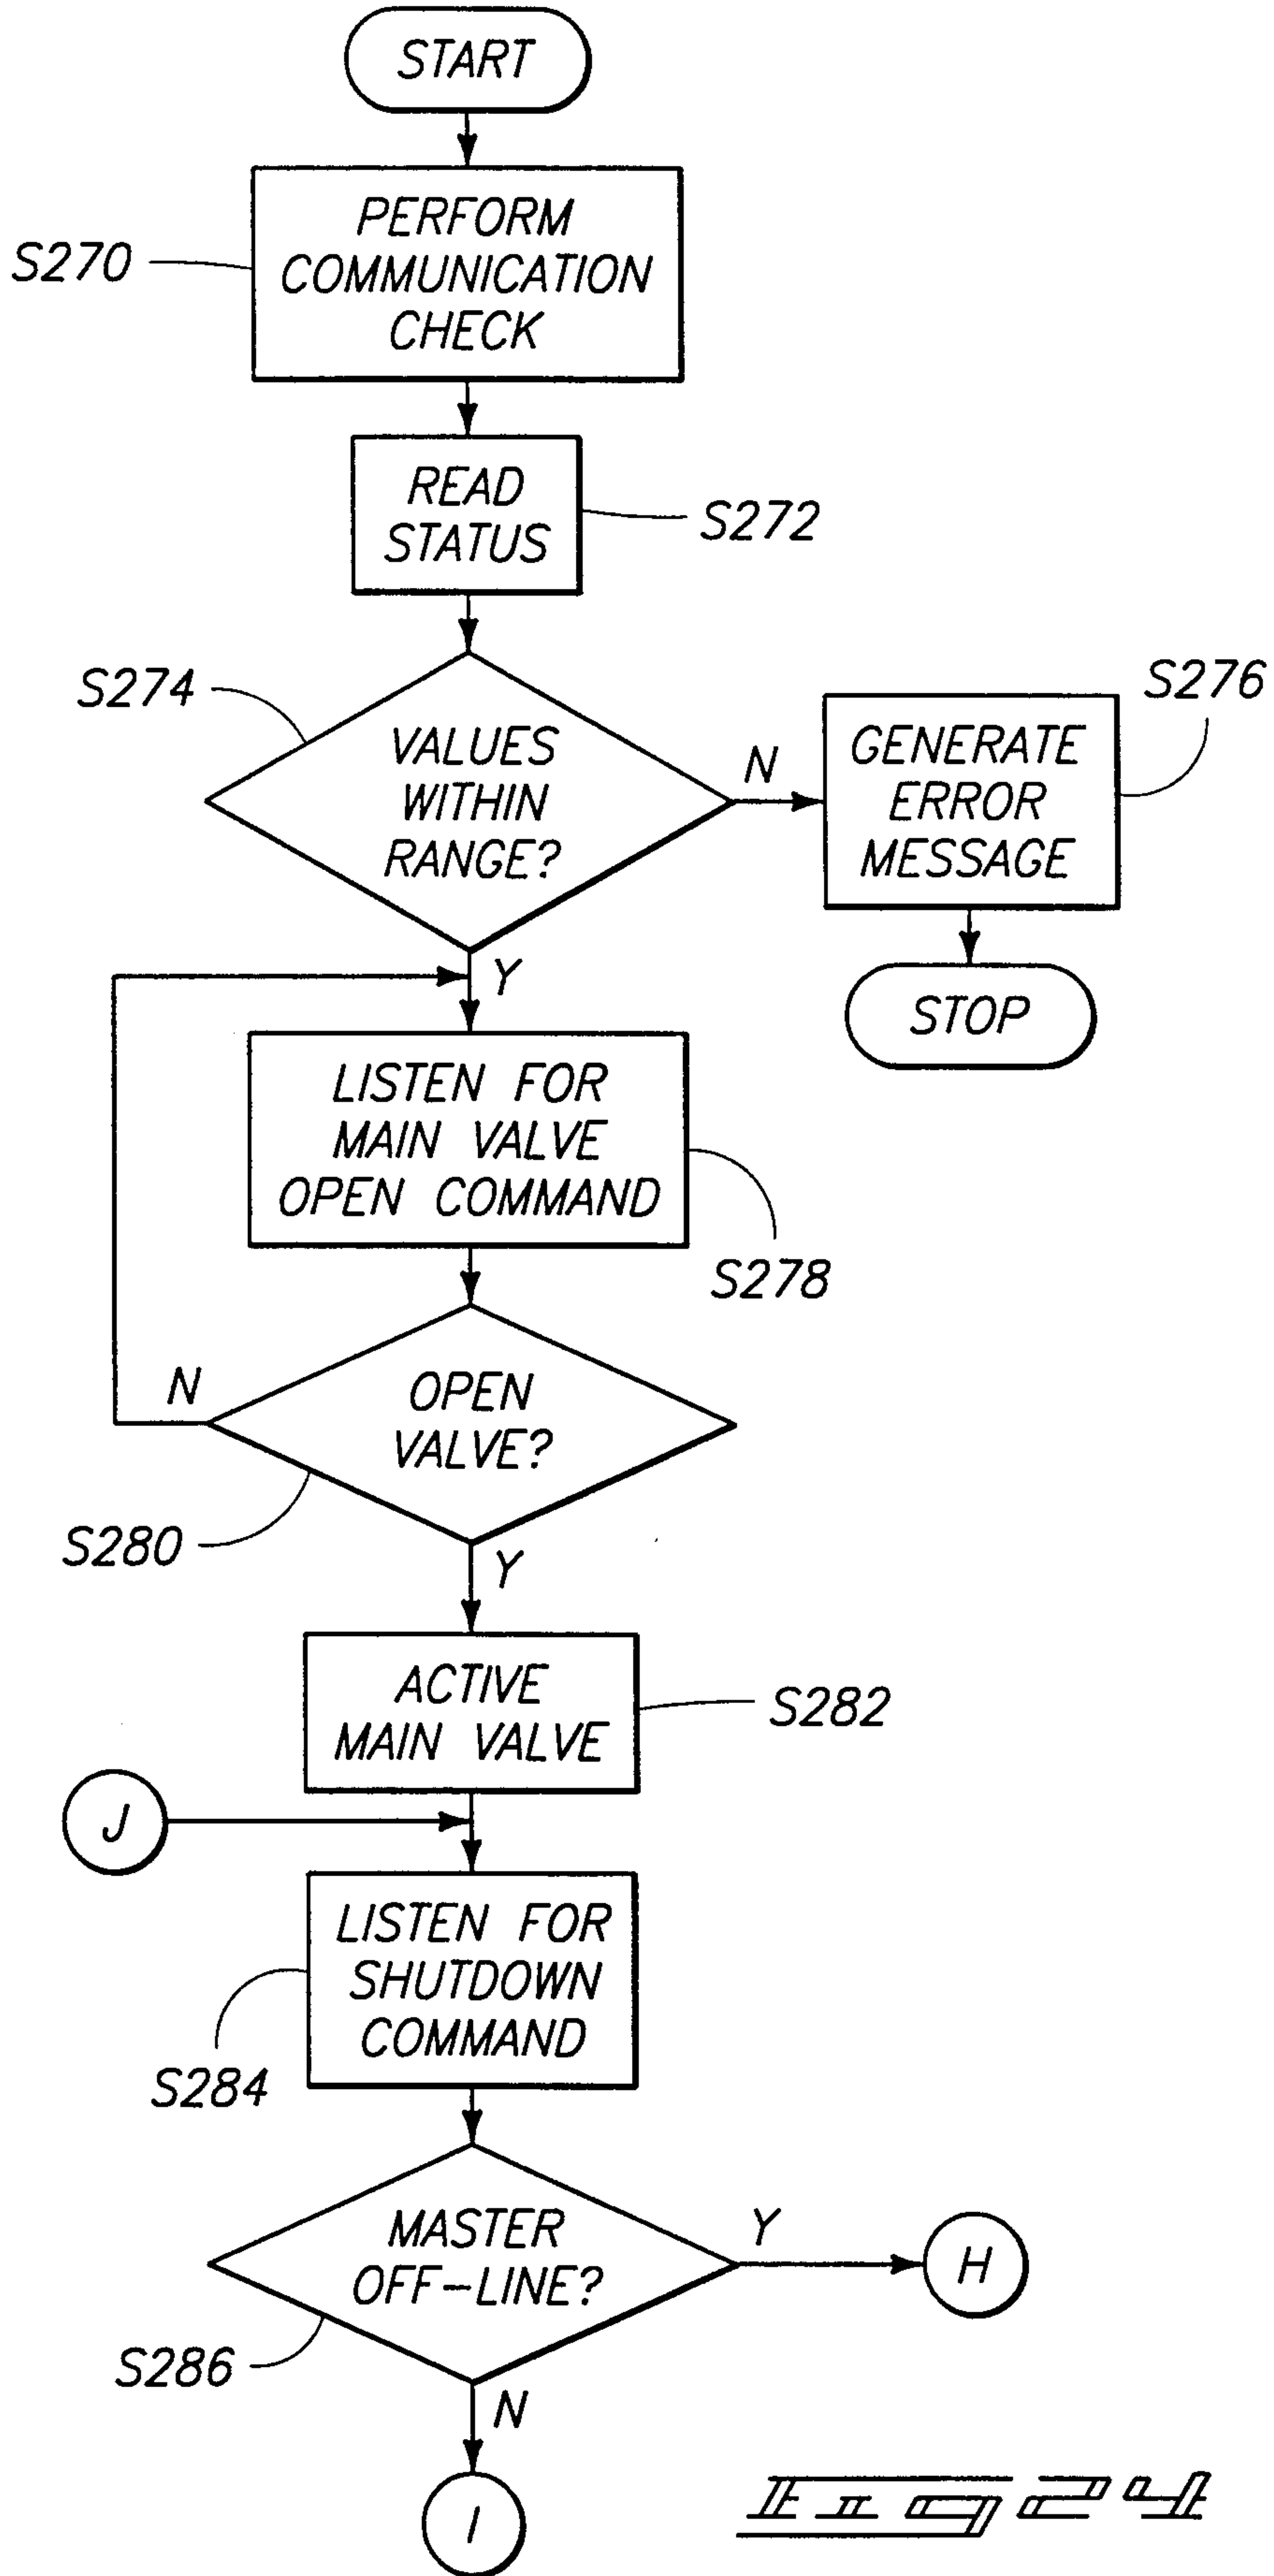 START
PERFORM
COMMUNICATION
CHECK
S270
READ
STATUS
S272
S274
VALUES
WITHIN
RANGE?
N
GENERATE
ERROR
MESSAGE
S276
STOP
Y
LISTEN FOR
MAIN VALVE
OPEN COMMAND
S278
N
OPEN
VALVE?
S280
Y
ACTIVE
MAIN VALVE
S282
J
LISTEN FOR
SHUTDOWN
COMMAND
S284
MASTER
OFF-LINE?
Y
H
S286
N
I
FIG 24